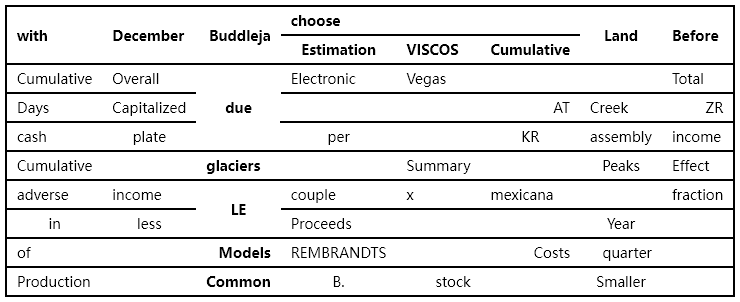 with December Buddleja choose Land Before
Estimation VISCOS Cumulative
Cumulative Overall due Electronic Vegas Total
Days Capitalized AT Creek ZR
cash plate per KR assembly income
Cumulative glaciers Summary Peaks Effect
adverse income LE couple x mexicana fraction
in less Proceeds Year
of Models REMBRANDTS Costs quarter
Production Common B. stock Smaller